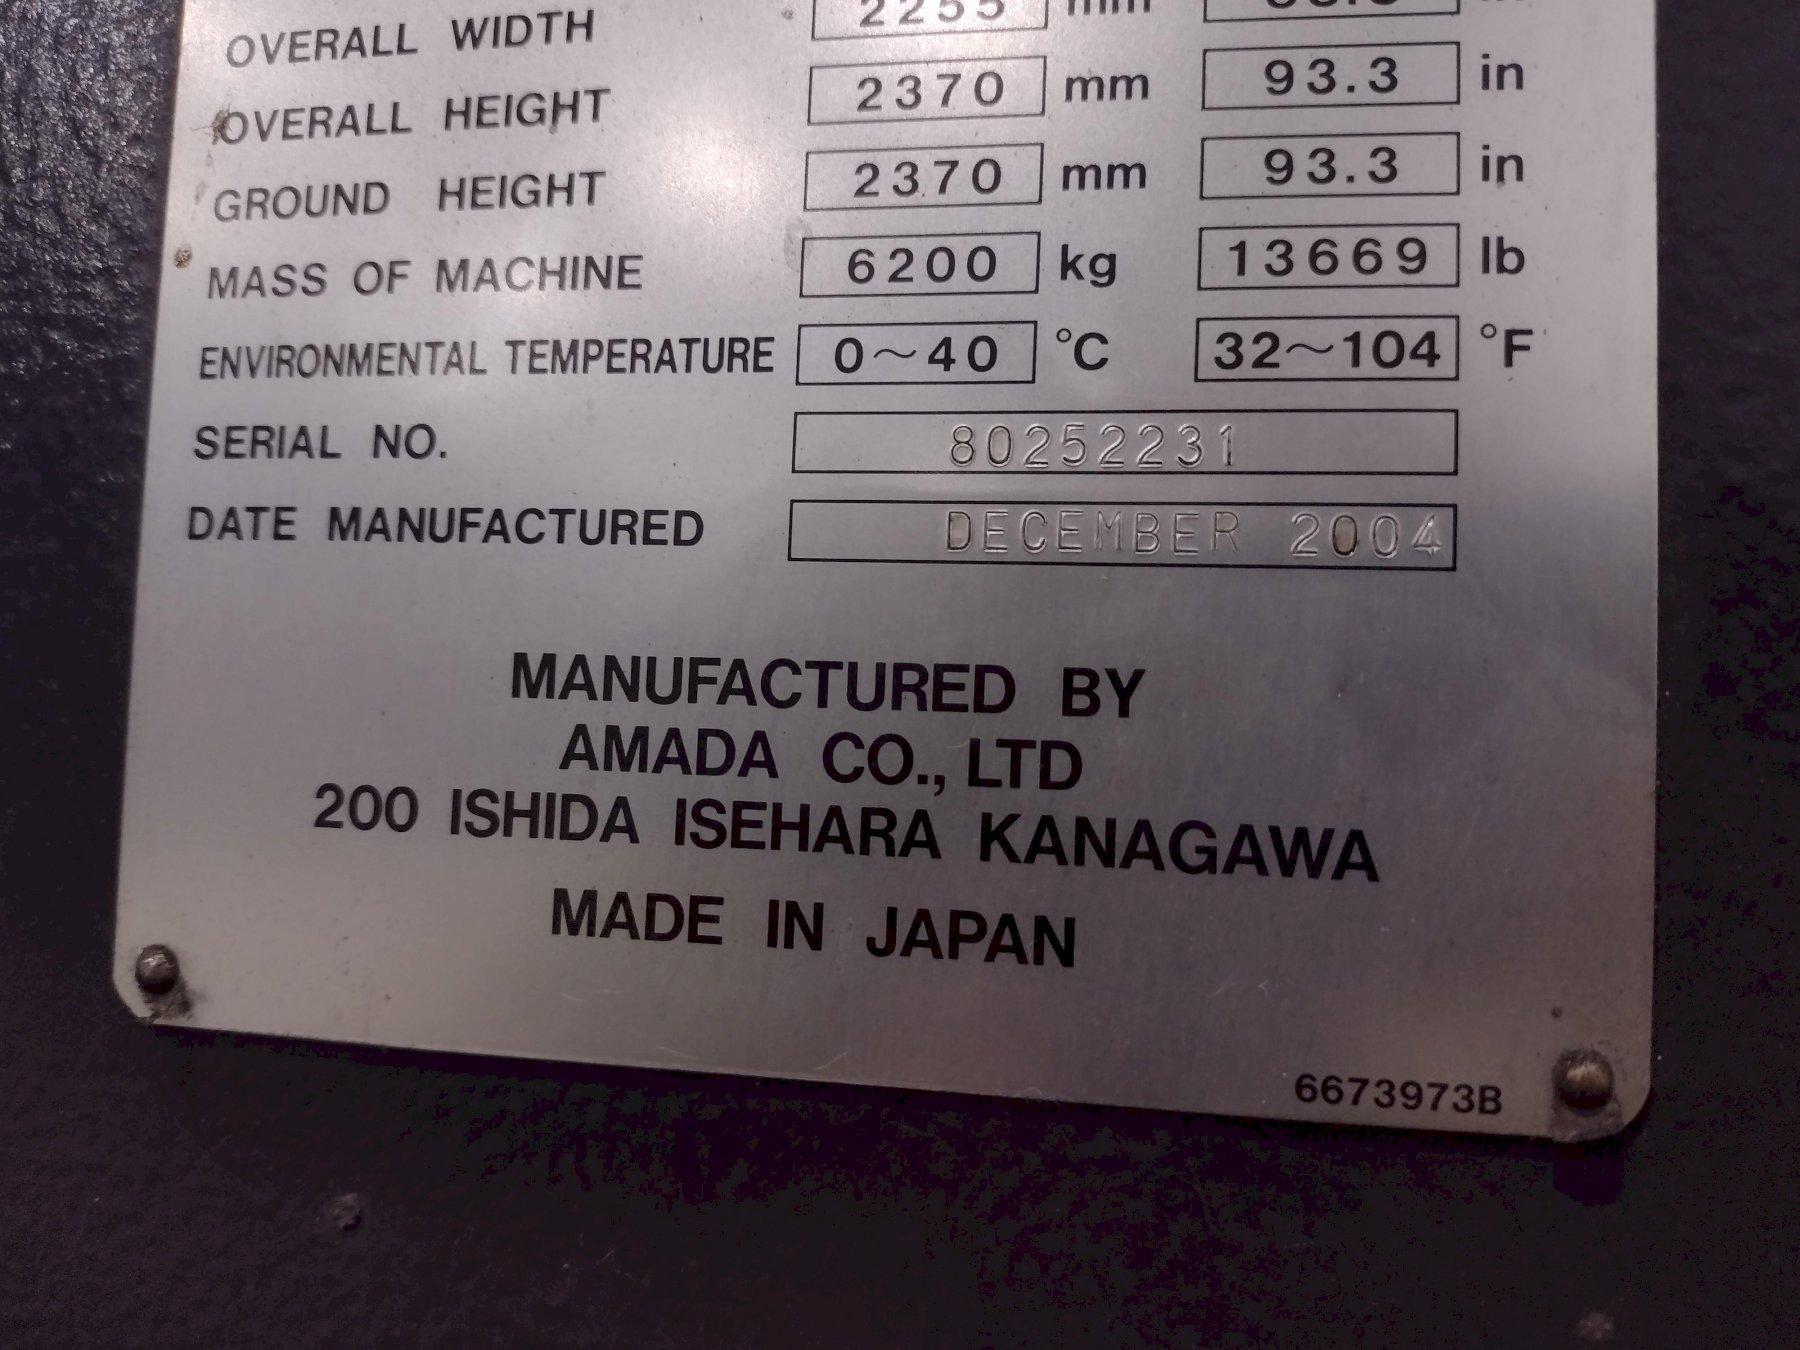 OVERALL WIDTH 2255 mm
OVERALL HEIGHT 2370 mm 93.3 in
GROUND HEIGHT 2370 mm 93.3 in
MASS OF MACHINE 6200 kg 13669 lb
ENVIRONMENTAL TEMPERATURE 0~40 °C 32~104 °F
SERIAL NO. 80252231
DATE MANUFACTURED DECEMBER 2004
MANUFACTURED BY
AMADA CO., LTD
200 ISHIDA ISEHARA KANAGAWA
MADE IN JAPAN
6673973B